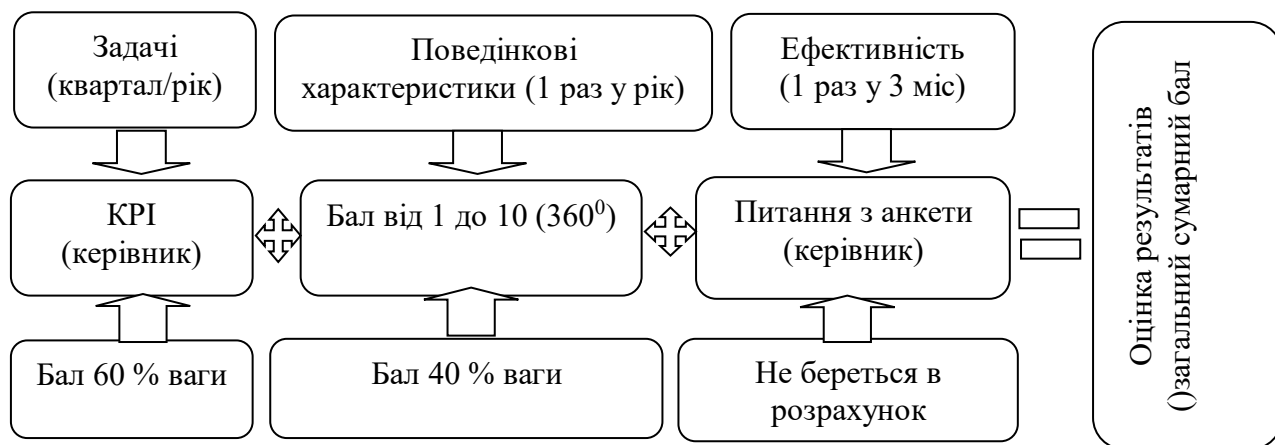 Задачі
(квартал/рік)
Поведінкові
характеристики (1 раз у рік)
Ефективність
(1 раз у 3 міс)
КРІ
(керівник)
Бал від 1 до 10 (360⁰)
Питання з анкети
(керівник)
Бал 60 % ваги
Бал 40 % ваги
Не береться в
розрахунок
Оцінка результатів
()загальний сумарний бал